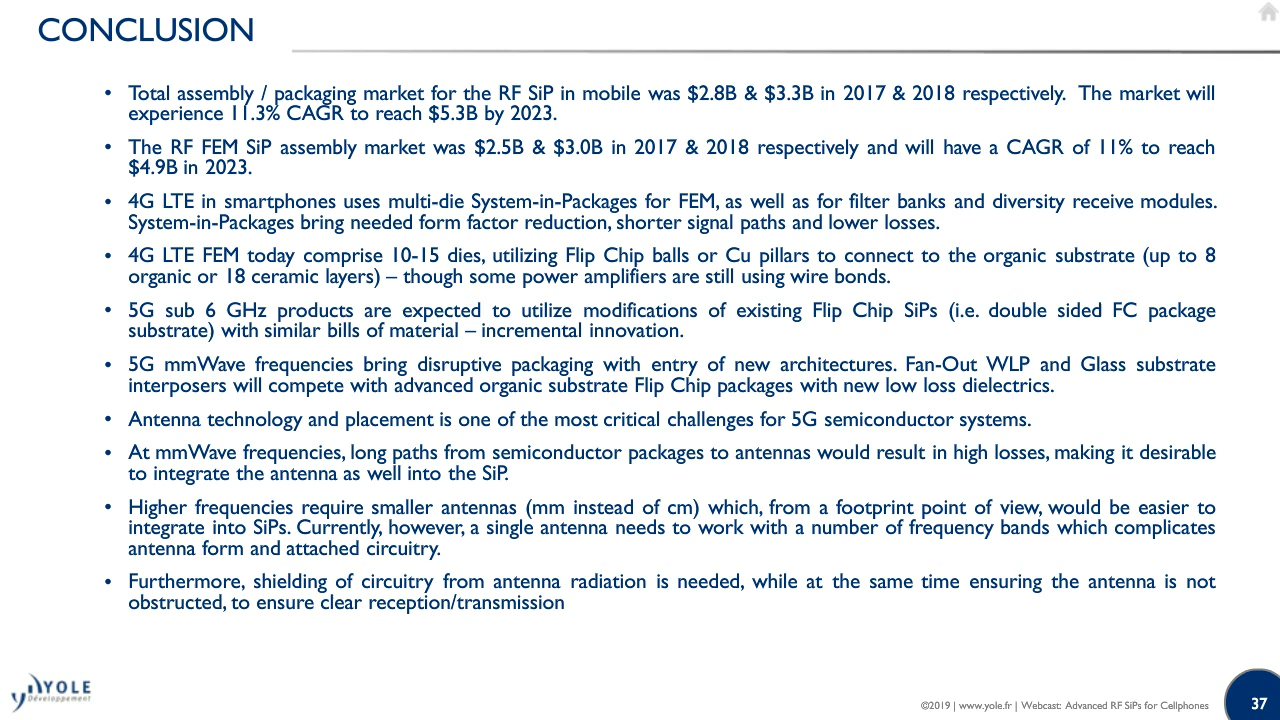 CONCLUSION
• Total assembly / packaging market for the RF SiP in mobile was $2.8B & $3.3B in 2017 & 2018 respectively. The market will
experience 11.3% CAGR to reach $5.3B by 2023.
• The RF FEM SiP assembly market was $2.5B & $3.0B in 2017 & 2018 respectively and will have a CAGR of 11% to reach
$4.9B in 2023.
• 4G LTE in smartphones uses multi-die System-in-Packages for FEM, as well as for filter banks and diversity receive modules.
System-in-Packages bring needed form factor reduction, shorter signal paths and lower losses.
• 4G LTE FEM today comprise 10-15 dies, utilizing Flip Chip balls or Cu pillars to connect to the organic substrate (up to 8
organic or 18 ceramic layers) – though some power amplifiers are still using wire bonds.
• 5G sub 6 GHz products are expected to utilize modifications of existing Flip Chip SiPs (i.e. double sided FC package
substrate) with similar bills of material – incremental innovation.
• 5G mmWave frequencies bring disruptive packaging with entry of new architectures. Fan-Out WLP and Glass substrate
interposers will compete with advanced organic substrate Flip Chip packages with new low loss dielectrics.
• Antenna technology and placement is one of the most critical challenges for 5G semiconductor systems.
• At mmWave frequencies, long paths from semiconductor packages to antennas would result in high losses, making it desirable
to integrate the antenna as well into the SiP.
• Higher frequencies require smaller antennas (mm instead of cm) which, from a footprint point of view, would be easier to
integrate into SiPs. Currently, however, a single antenna needs to work with a number of frequency bands which complicates
antenna form and attached circuitry.
• Furthermore, shielding of circuitry from antenna radiation is needed, while at the same time ensuring the antenna is not
obstructed, to ensure clear reception/transmission
YOLE
Développement
©2019 | www.yole.fr | Webcast: Advanced RF SiPs for Cellphones
37